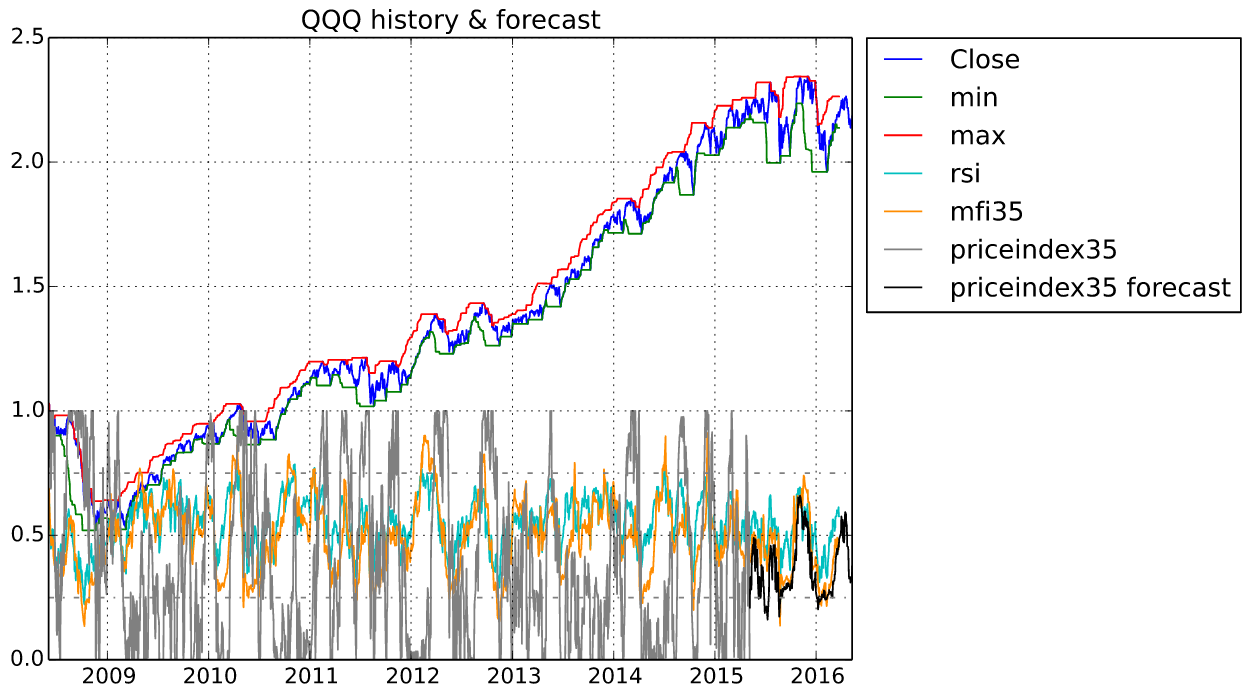 QQQ history & forecast
2.5
2.0
1.5
1.0
0.5
0.0
2009 2010 2011 2012 2013 2014 2015 2016
Close
min
max
rsi
mfi35
priceindex35
priceindex35 forecast